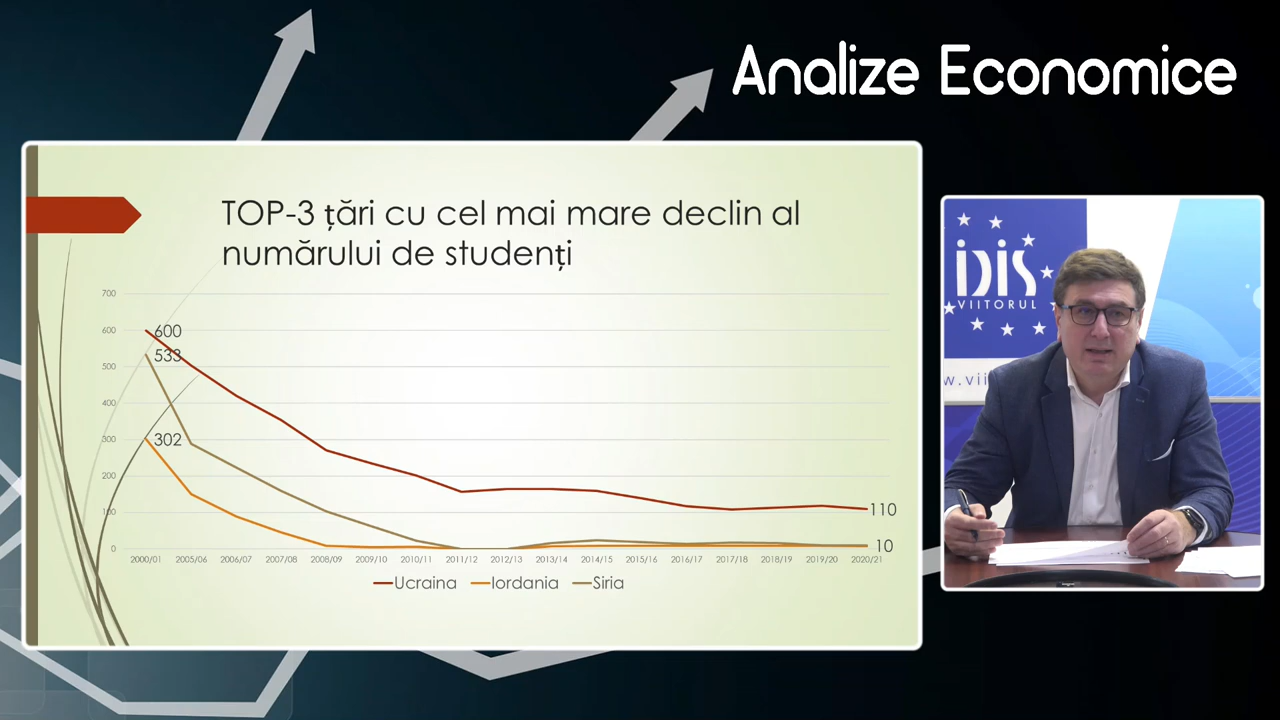 Analize Economice
TOP-3 țări cu cel mai mare declin al
numărului de studenți
700
600
500
400
300
200
100
0
600
533
302
110
10
2000/01 2005/06 2006/07 2007/08 2008/09 2009/10 2010/11 2011/12 2012/13 2013/14 2014/15 2015/16 2016/17 2017/18 2018/19 2019/20 2020/21
Ucraina Iordania Siria
IDIS
VIITORUL
w.vii